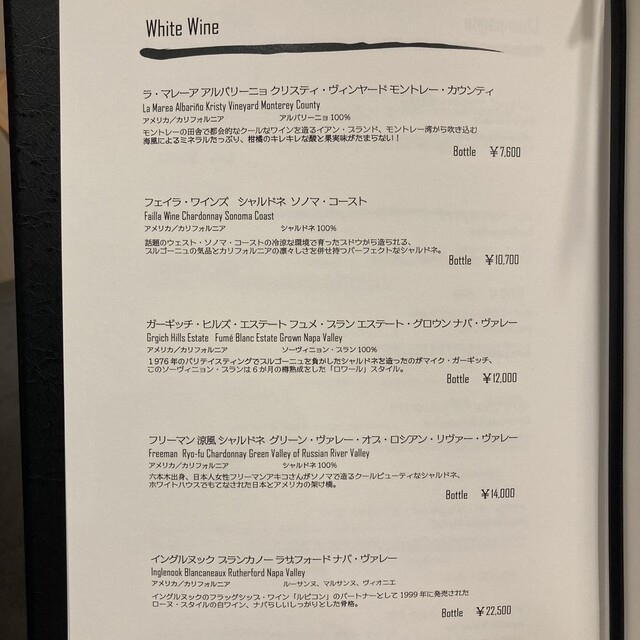 White Wine
ラ・マレーア アルバリーニョ クリスティ・ヴィンヤード モントレー・カウンティ
La Marea Albariño Kristy Vineyard Monterey County
アメリカ／カリフォルニア アルバリーニョ 100%
モントレーの田舎で都会的なクールなワインを造るイアン・ブランド、モントレー湾から吹き込む
海風によるミネラルたっぷり、柑橘のキレキレな酸と果実味がたまらない！
Bottle ￥7,600
フェイラ・ワインズ シャルドネ ソノマ・コースト
Failla Wine Chardonnay Sonoma Coast
アメリカ／カリフォルニア シャルドネ 100%
話題のウェスト・ソノマ・コーストの冷涼な環境で育ったブドウから造られる、
ブルゴーニュの気品とカリフォルニアの凛々しさを併せ持つパーフェクトなシャルドネ。
Bottle ￥10,700
ガーギッチ・ヒルズ・エステート フュメ・ブラン エステート・グロウン ナパ・ヴァレー
Grgich Hills Estate Fumé Blanc Estate Grown Napa Valley
アメリカ／カリフォルニア ソーヴィニョン・ブラン 100%
1976年のパリテイスティングでブルゴーニュを負かしたシャルドネを造ったのがマイク・ガーギッチ、
このソーヴィニョン・ブランは６か月の樽熟成をした「ロワール」スタイル。
Bottle ￥12,000
フリーマン 涼風 シャルドネ グリーン・ヴァレー・オブ・ロシアン・リヴァー・ヴァレー
Freeman Ryo-fu Chardonnay Green Valley of Russian River Valley
アメリカ/カリフォルニア シャルドネ 100%
六本木出身、日本人女性フリーマンアキコさんがソノマで造るクールビューティなシャルドネ、
ホワイトハウスでもてなされた日本とアメリカの架け橋。
Bottle ￥14,000
イングルヌック ブランカノー ラザフォード ナパ・ヴァレー
Inglenook Blancaneaux Rutherford Napa Valley
アメリカ／カリフォルニア ルーサンヌ、マルサンヌ、ヴィオニエ
イングルヌックのフラッグシップ・ワイン「ルビコン」のパートナーとして1999年に発売された
ローヌ・スタイルの白ワイン、ナパらしいしっかりとした骨格。
Bottle ￥22,500